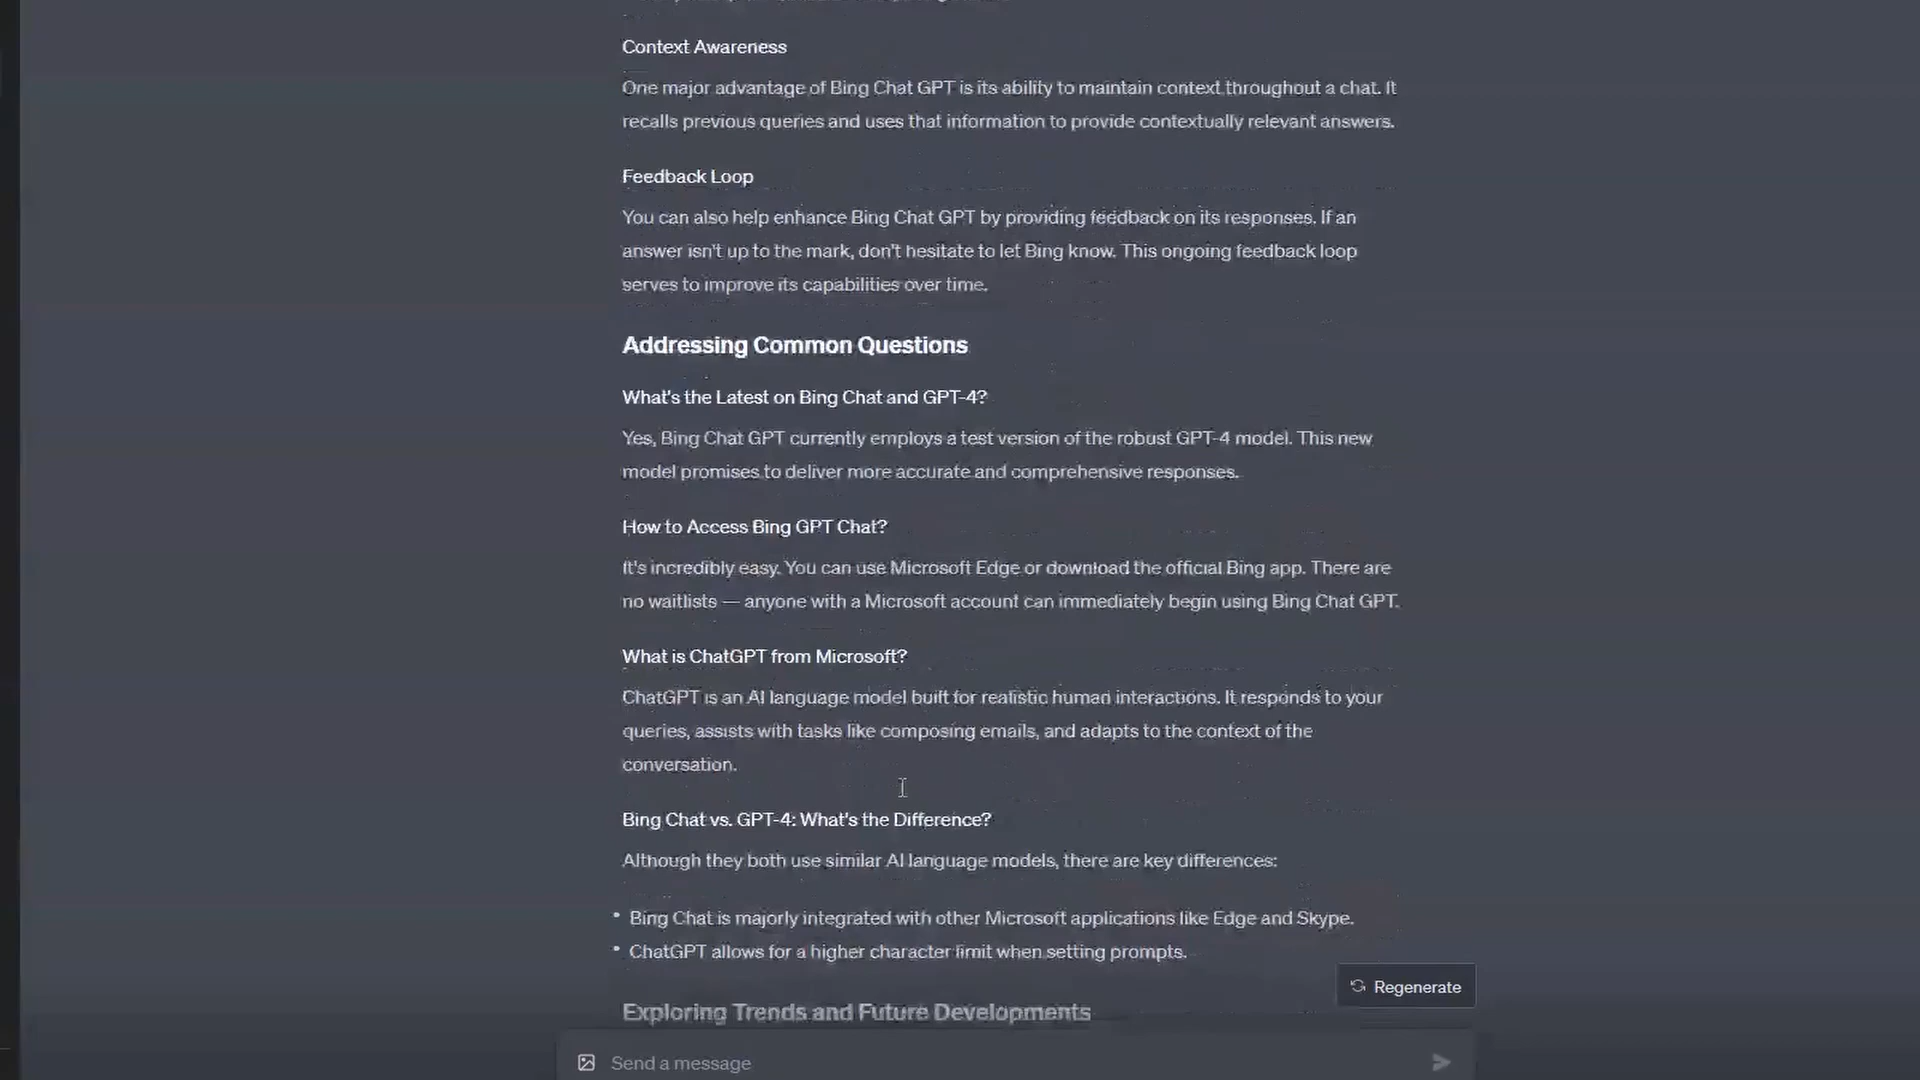 Context Awareness
One major advantage of Bing Chat GPT is its ability to maintain context throughout a chat. It
recalls previous queries and uses that information to provide contextually relevant answers.
Feedback Loop
You can also help enhance Bing Chat GPT by providing feedback on its responses. If an
answer isn't up to the mark, don't hesitate to let Bing know. This ongoing feedback loop
serves to improve its capabilities over time.
Addressing Common Questions
What's the Latest on Bing Chat and GPT-4?
Yes, Bing Chat GPT currently employs a test version of the robust GPT-4 model. This new
model promises to deliver more accurate and comprehensive responses.
How to Access Bing GPT Chat?
It's incredibly easy. You can use Microsoft Edge or download the official Bing app. There are
no waitlists — anyone with a Microsoft account can immediately begin using Bing Chat GPT.
What is ChatGPT from Microsoft?
ChatGPT is an AI language model built for realistic human interactions. It responds to your
queries, assists with tasks like composing emails, and adapts to the context of the
conversation.
Bing Chat vs. GPT-4: What's the Difference?
Although they both use similar AI language models, there are key differences:
• Bing Chat is majorly integrated with other Microsoft applications like Edge and Skype.
• ChatGPT allows for a higher character limit when setting prompts.
Regenerate
Exploring Trends and Future Developments
Send a message